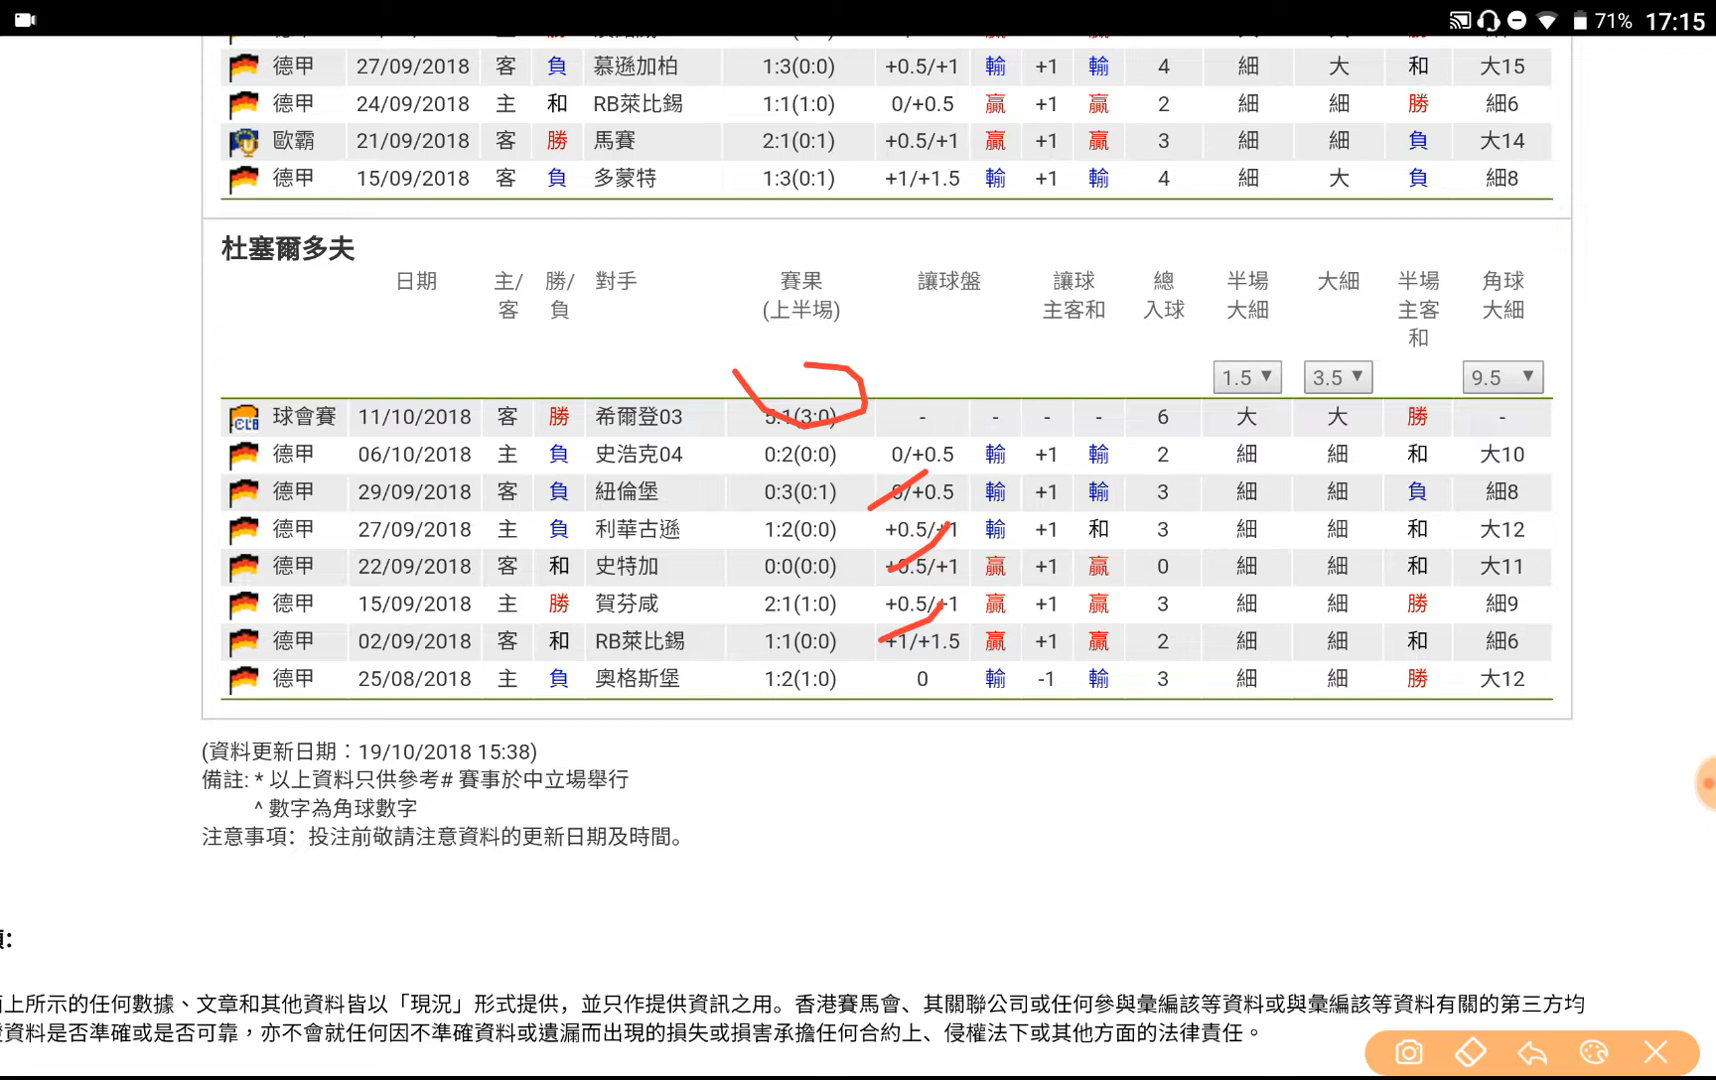 71% 17:15
德甲 27/09/2018 客 負 慕遜加柏 1:3(0:0) +0.5/+1 輸 +1 輸 4 細 大 和 大15
德甲 24/09/2018 主 和 RB萊比錫 1:1(1:0) 0/+0.5 贏 +1 贏 2 細 細 勝 細6
歐霸 21/09/2018 客 勝 馬賽 2:1(0:1) +0.5/+1 贏 +1 贏 3 細 細 負 大14
德甲 15/09/2018 客 負 多蒙特 1:3(0:1) +1/+1.5 輸 +1 輸 4 細 大 負 細8
杜塞爾多夫
日期 主/ 勝/ 對手 賽果 讓球盤 讓球 總 半場 大細 半場 角球
客 負 (上半場) 主客和 入球 大細 主客 大細
和
1.5 ▼ 3.5 ▼ 9.5 ▼
球會賽 11/10/2018 客 勝 希爾登03 5:1(3:0) - - - - 6 大 大 勝 -
德甲 06/10/2018 主 負 史浩克04 0:2(0:0) 0/+0.5 輸 +1 輸 2 細 細 和 大10
德甲 29/09/2018 客 負 紐倫堡 0:3(0:1) 0/+0.5 輸 +1 輸 3 細 細 負 細8
德甲 27/09/2018 主 負 利華古遜 1:2(0:0) +0.5/+1 輸 +1 和 3 細 細 和 大12
德甲 22/09/2018 客 和 史特加 0:0(0:0) +0.5/+1 贏 +1 贏 0 細 細 和 大11
德甲 15/09/2018 主 勝 賀芬咸 2:1(1:0) +0.5/+1 贏 +1 贏 3 細 細 勝 細9
德甲 02/09/2018 客 和 RB萊比錫 1:1(0:0) +1/+1.5 贏 +1 贏 2 細 細 和 細6
德甲 25/08/2018 主 負 奧格斯堡 1:2(1:0) 0 輸 -1 輸 3 細 細 勝 大12
(資料更新日期：19/10/2018 15:38)
備註: * 以上資料只供參考# 賽事於中立場舉行
^ 數字為角球數字
注意事項：投注前敬請注意資料的更新日期及時間。
:
上所示的任何數據、文章和其他資料皆以「現況」形式提供，並只作提供資訊之用。香港賽馬會、其關聯公司或任何參與彙編該等資料或與彙編該等資料有關的第三方均
資料是否準確或是否可靠，亦不會就任何因不準確資料或遺漏而出現的損失或損害承擔任何合約上、侵權法下或其他方面的法律責任。